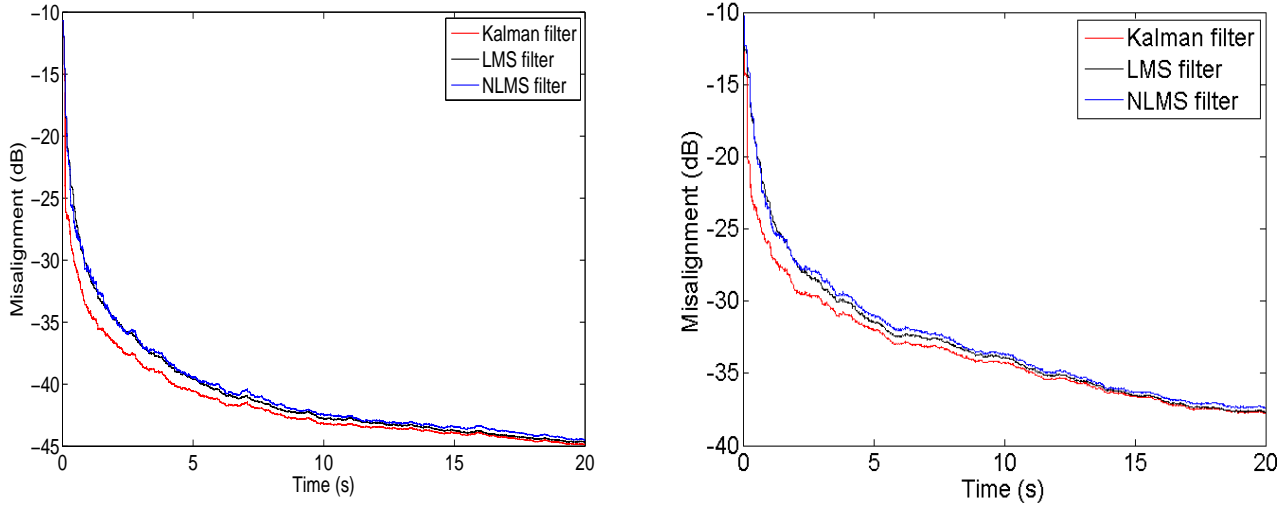 −10
−15
−20
−25
−30
−35
−40
−45
Misalignment (dB)
0
5
10
15
20
Time (s)
Kalman filter
LMS filter
NLMS filter
-10
-15
-20
-25
-30
-35
-40
Misalignment (dB)
0
5
10
15
20
Time (s)
Kalman filter
LMS filter
NLMS filter